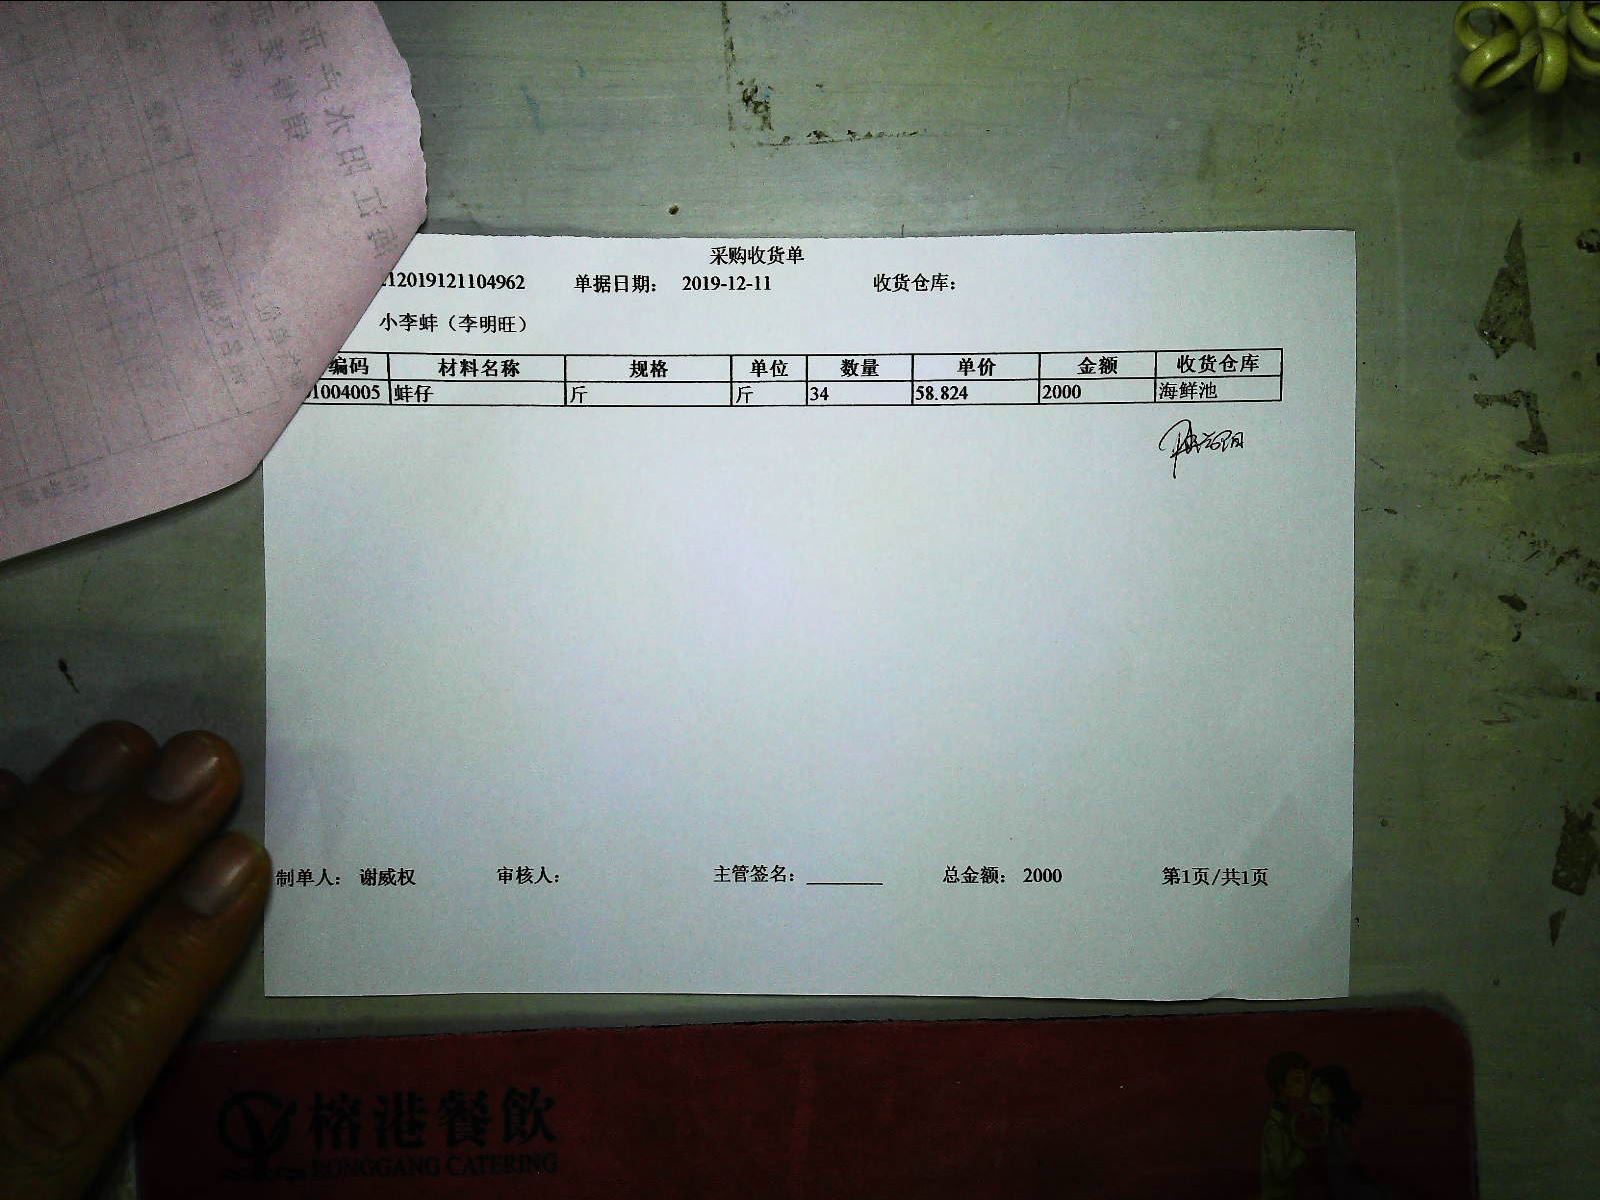 采购收货单
12019121104962 单据日期: 2019-12-11 收货仓库:
小李蚌（李明旺）
编码 材料名称 规格 单位 数量 单价 金额 收货仓库
1004005 蚌仔 斤 斤 34 58.824 2000 海鲜池
制单人: 谢威权 审核人: 主管签名: ________ 总金额: 2000 第1页/共1页
榕港餐飲
RONGGANG CATERING